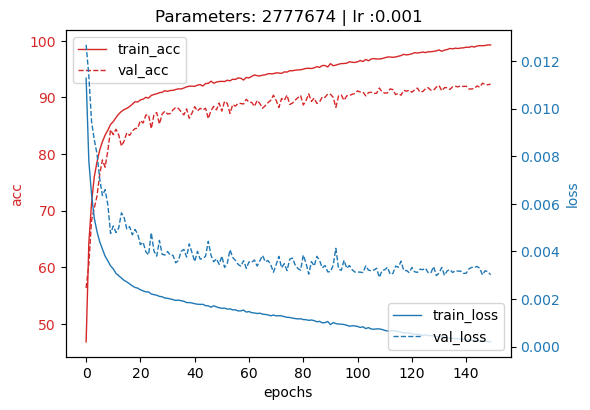 Parameters: 2777674 | lr :0.001
100
90
80
70
60
50
acc
train_acc
val_acc
0.012
0.010
0.008
0.006
0.004
0.002
0.000
loss
train_loss
val_loss
0 20 40 60 80 100 120 140
epochs